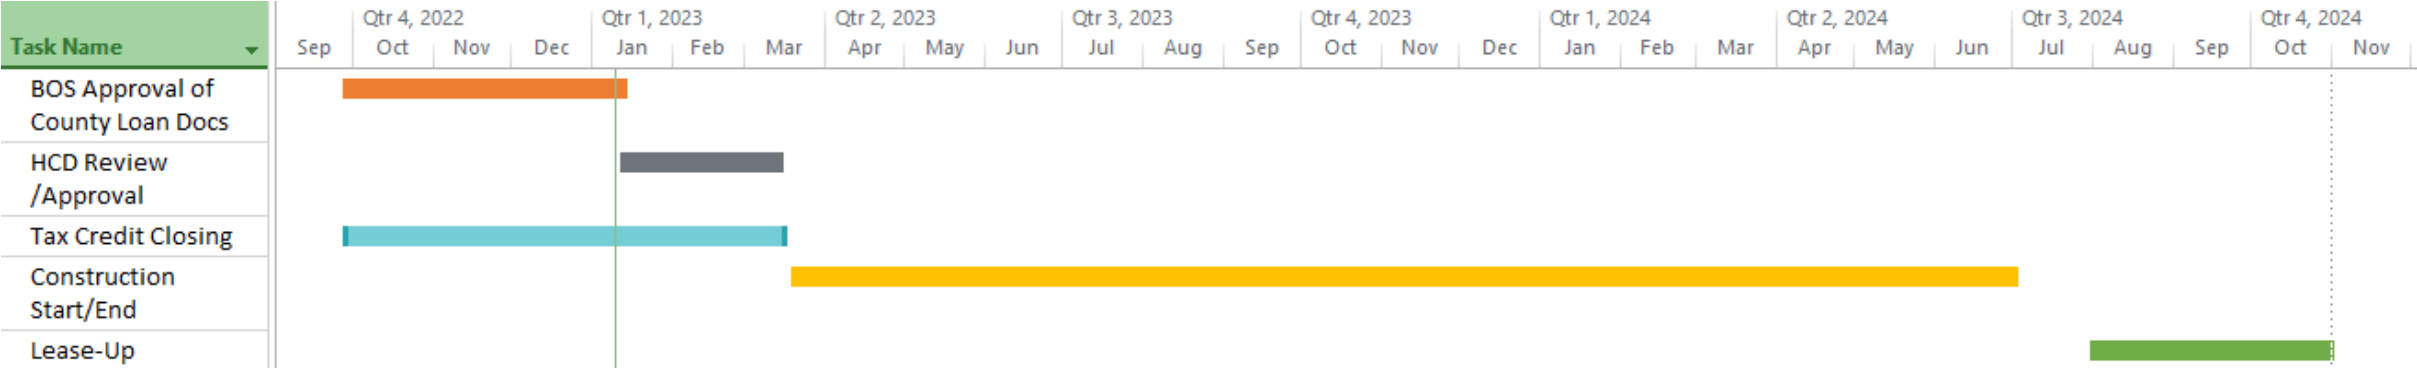 Qtr 4, 2022 Qtr 1, 2023 Qtr 2, 2023 Qtr 3, 2023 Qtr 4, 2023 Qtr 1, 2024 Qtr 2, 2024 Qtr 3, 2024 Qtr 4, 2024
Task Name Sep Oct Nov Dec Jan Feb Mar Apr May Jun Jul Aug Sep Oct Nov Dec Jan Feb Mar Apr May Jun Jul Aug Sep Oct Nov
BOS Approval of
County Loan Docs
HCD Review
/Approval
Tax Credit Closing
Construction
Start/End
Lease-Up